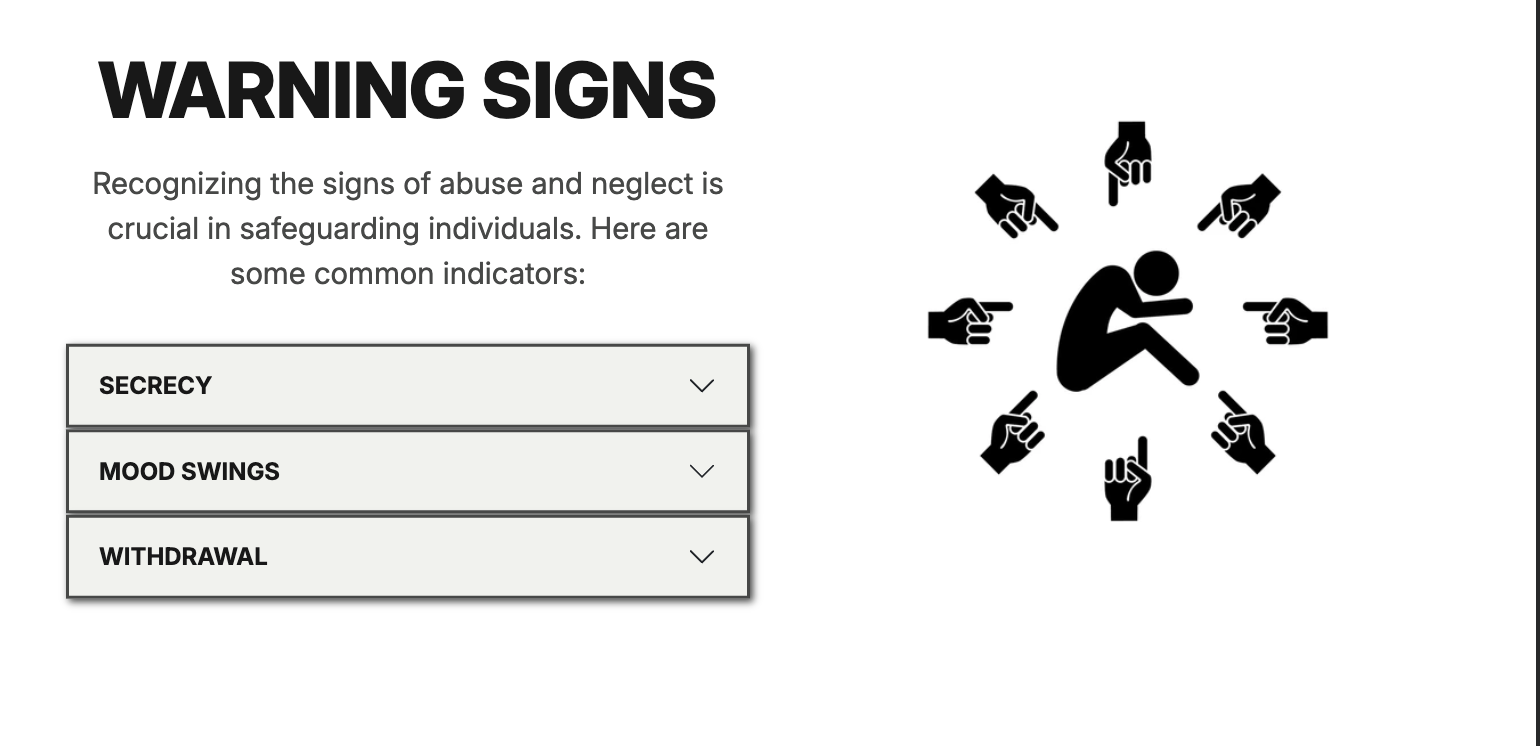 WARNING SIGNS
Recognizing the signs of abuse and neglect is
crucial in safeguarding individuals. Here are
some common indicators:
SECRECY
MOOD SWINGS
WITHDRAWAL